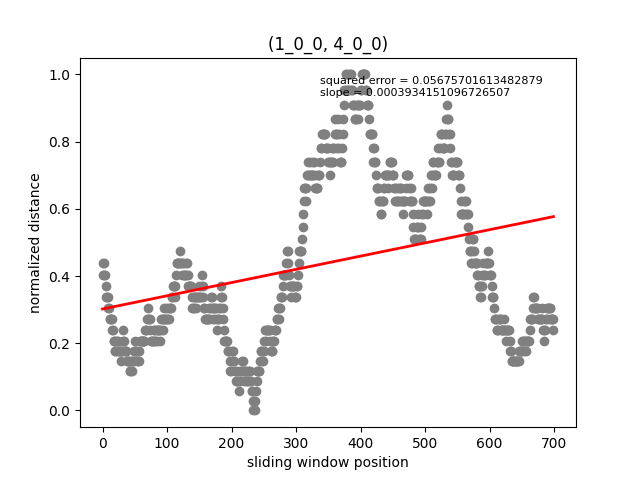 (1_0_0, 4_0_0)
squared error = 0.05675701613482879
slope = 0.0003934151096726507
normalized distance
1.0
0.8
0.6
0.4
0.2
0.0
0 100 200 300 400 500 600 700
sliding window position